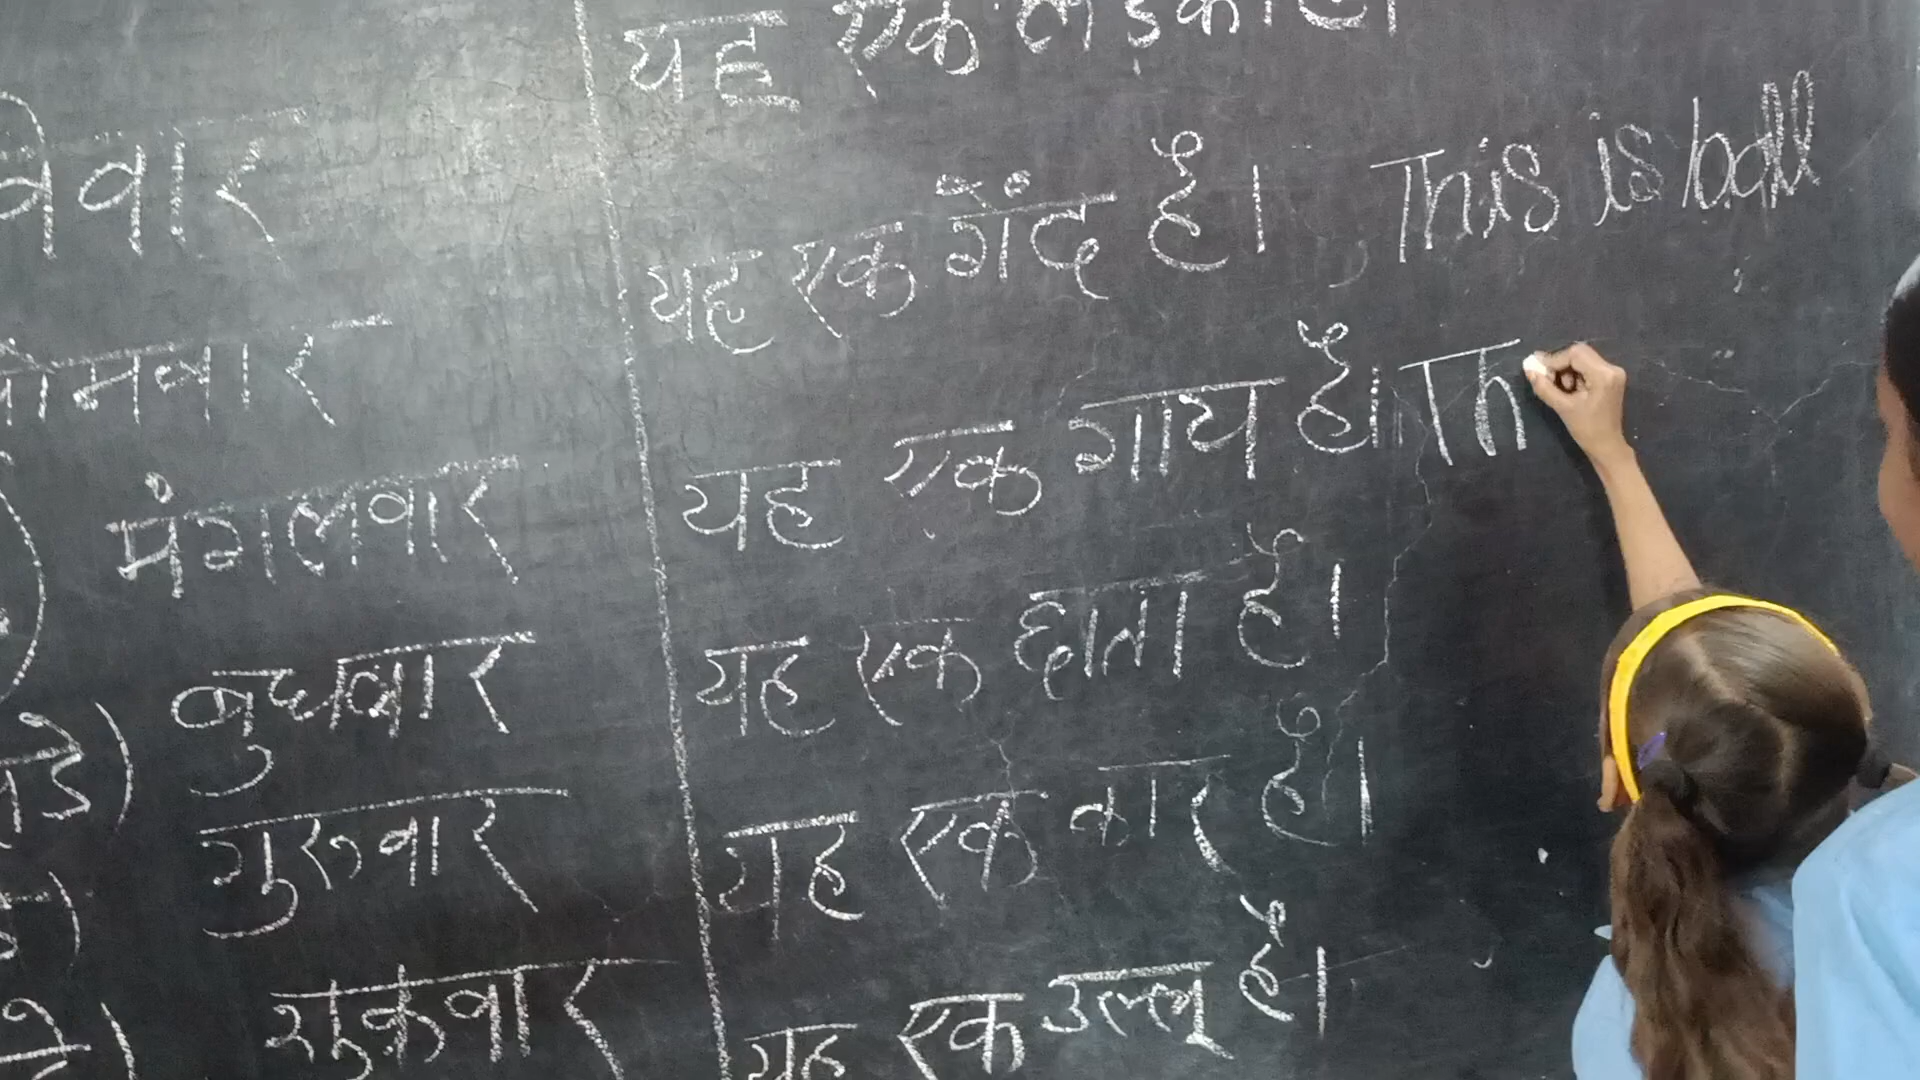 वार
सोमवार
मंगलवार
बुधवार
गुरुवार
शुक्रवार
यह एक लड़का है।
यह एक गेंद है। This is ball
यह एक गाय है। Th
यह एक छाता है।
यह एक कार है।
यह एक उल्लू है।